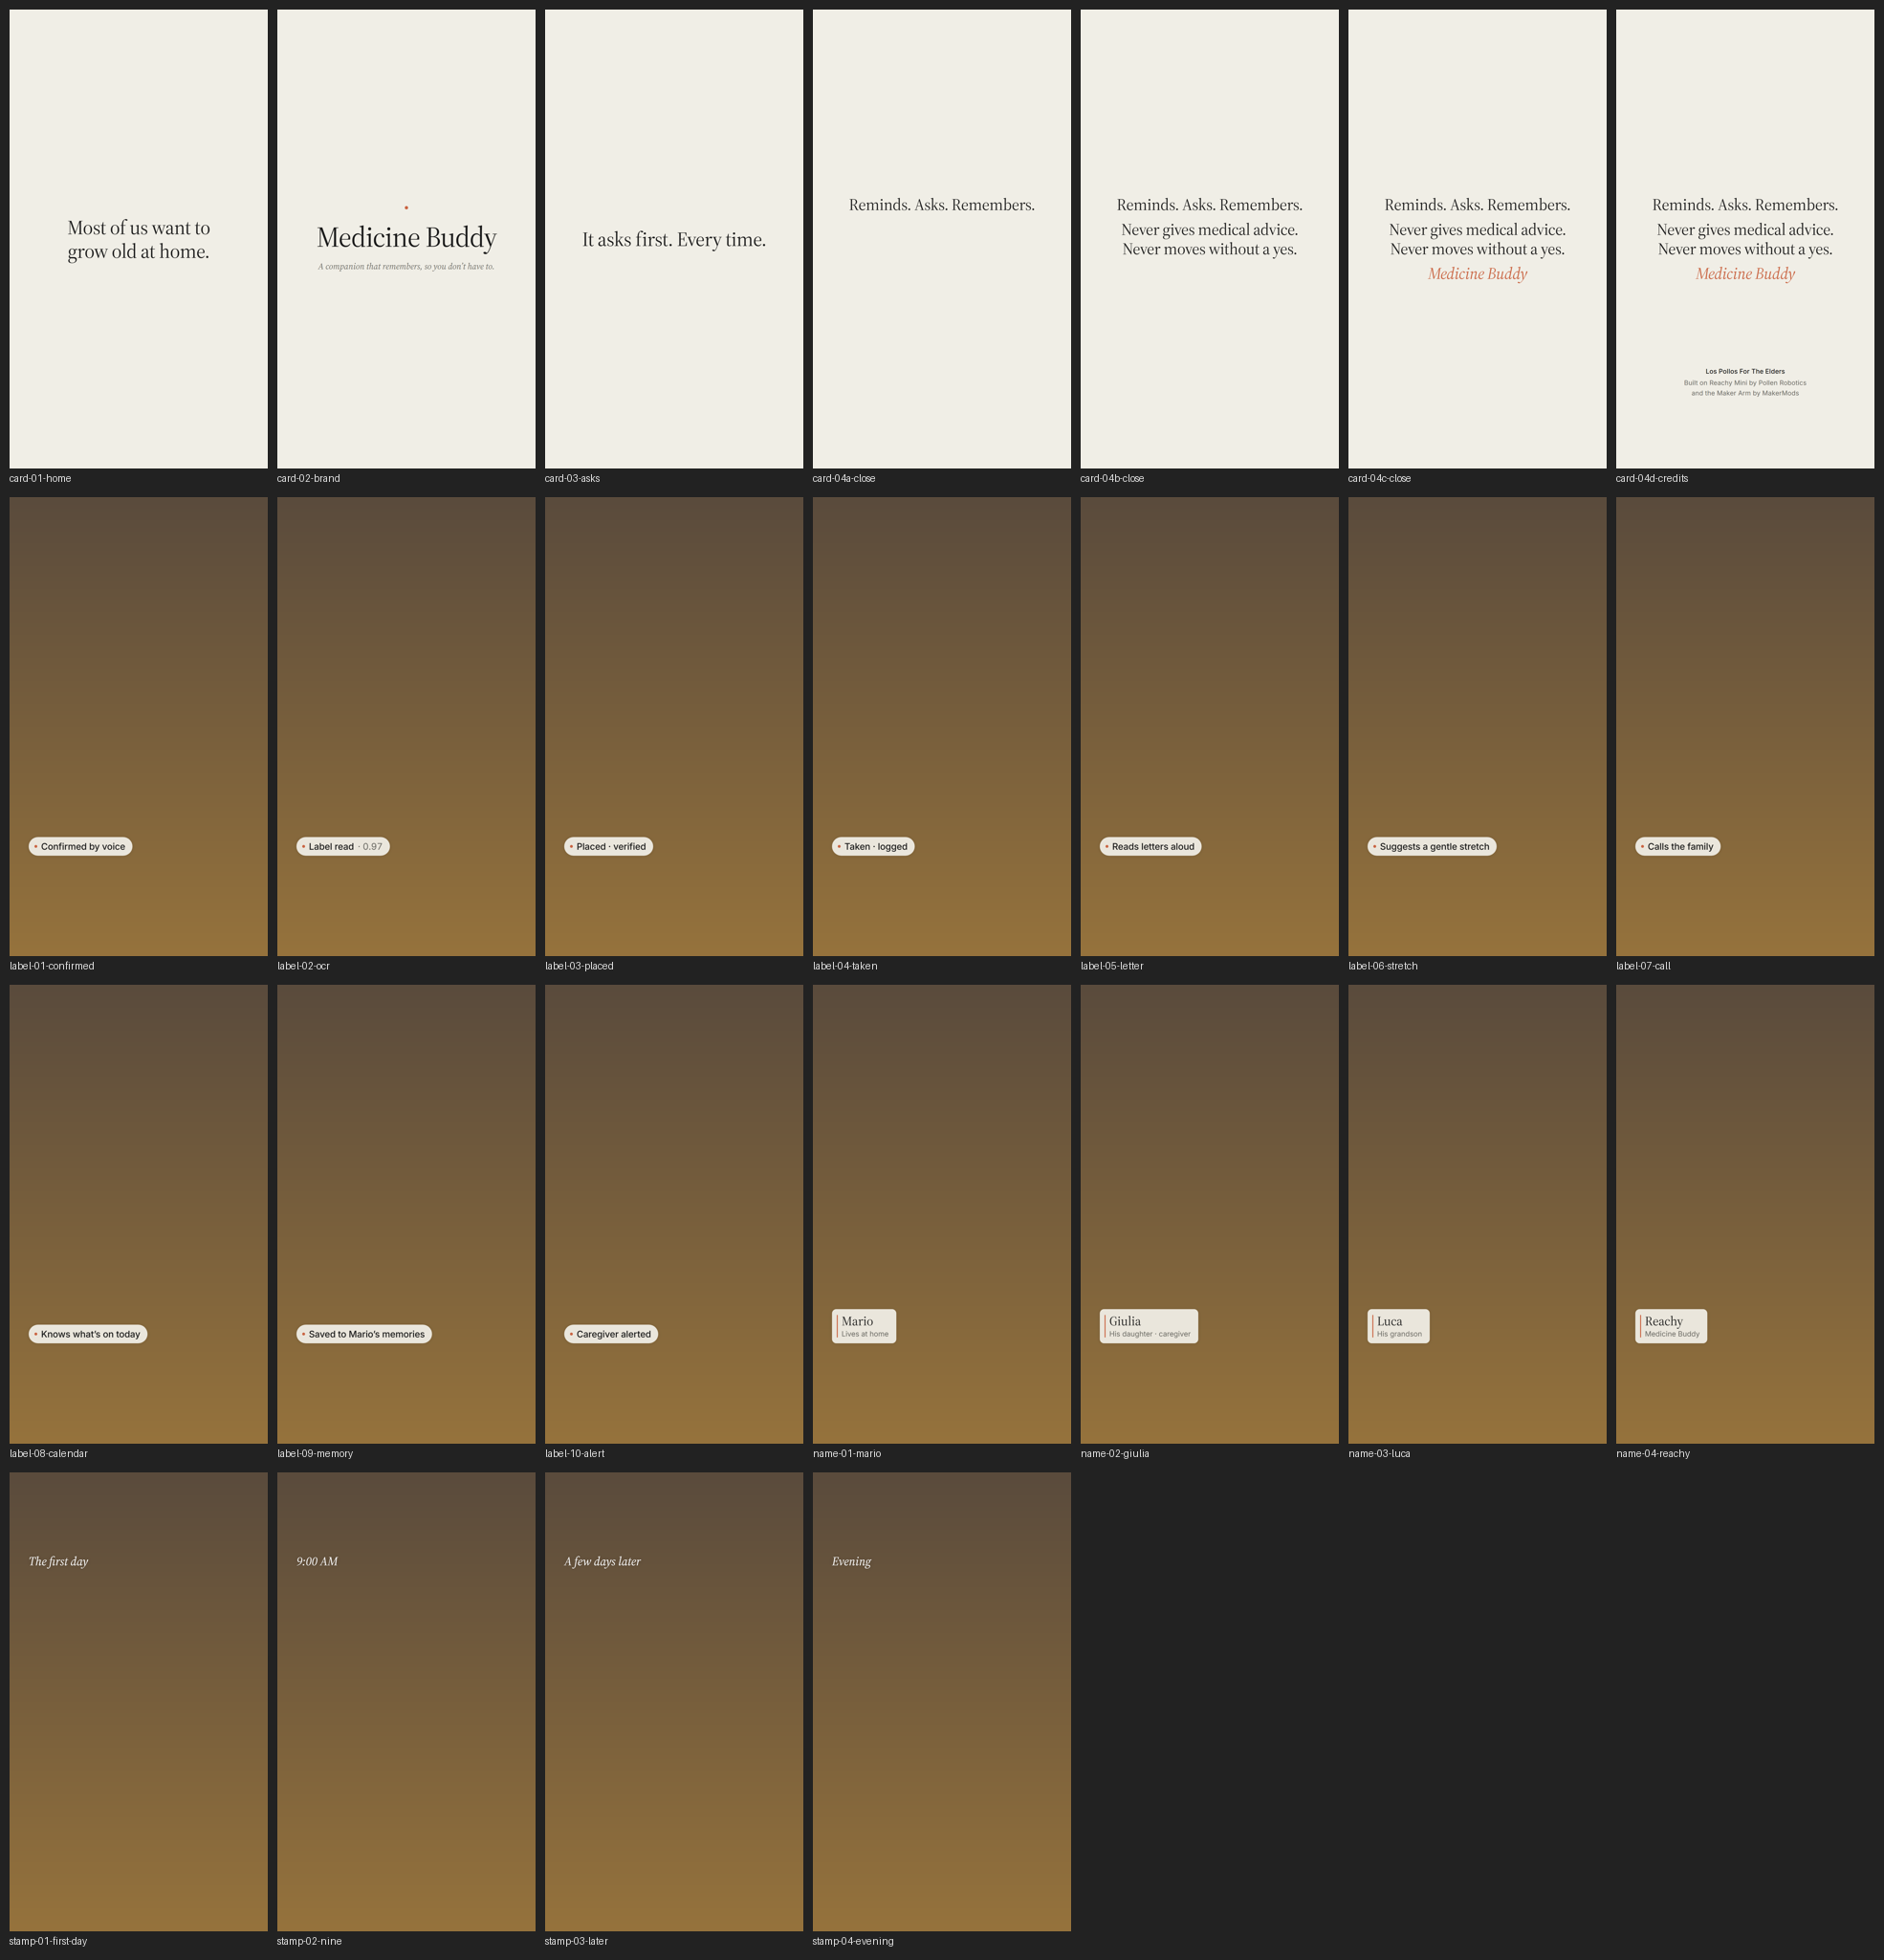 Most of us want to
grow old at home.
Medicine Buddy
A companion that remembers, so you don't have to.
It asks first. Every time.
Reminds. Asks. Remembers.
Reminds. Asks. Remembers.
Never gives medical advice.
Never moves without a yes.
Reminds. Asks. Remembers.
Never gives medical advice.
Never moves without a yes.
Medicine Buddy
Reminds. Asks. Remembers.
Never gives medical advice.
Never moves without a yes.
Medicine Buddy
Los Pollos For The Elders
Built on Reachy Mini by Pollen Robotics
and the Maker Arm by MakerMods
card-01-home
card-02-brand
card-03-asks
card-04a-close
card-04b-close
card-04c-close
card-04d-credits
Confirmed by voice
Label read · 0.97
Placed · verified
Taken · logged
Reads letters aloud
Suggests a gentle stretch
Calls the family
label-01-confirmed
label-02-ocr
label-03-placed
label-04-taken
label-05-letter
label-06-stretch
label-07-call
Knows what's on today
Saved to Mario's memories
Caregiver alerted
Mario
Lives at home
Giulia
His daughter · caregiver
Luca
His grandson
Reachy
Medicine Buddy
label-08-calendar
label-09-memory
label-10-alert
name-01-mario
name-02-giulia
name-03-luca
name-04-reachy
The first day
9:00 AM
A few days later
Evening
stamp-01-first-day
stamp-02-nine
stamp-03-later
stamp-04-evening